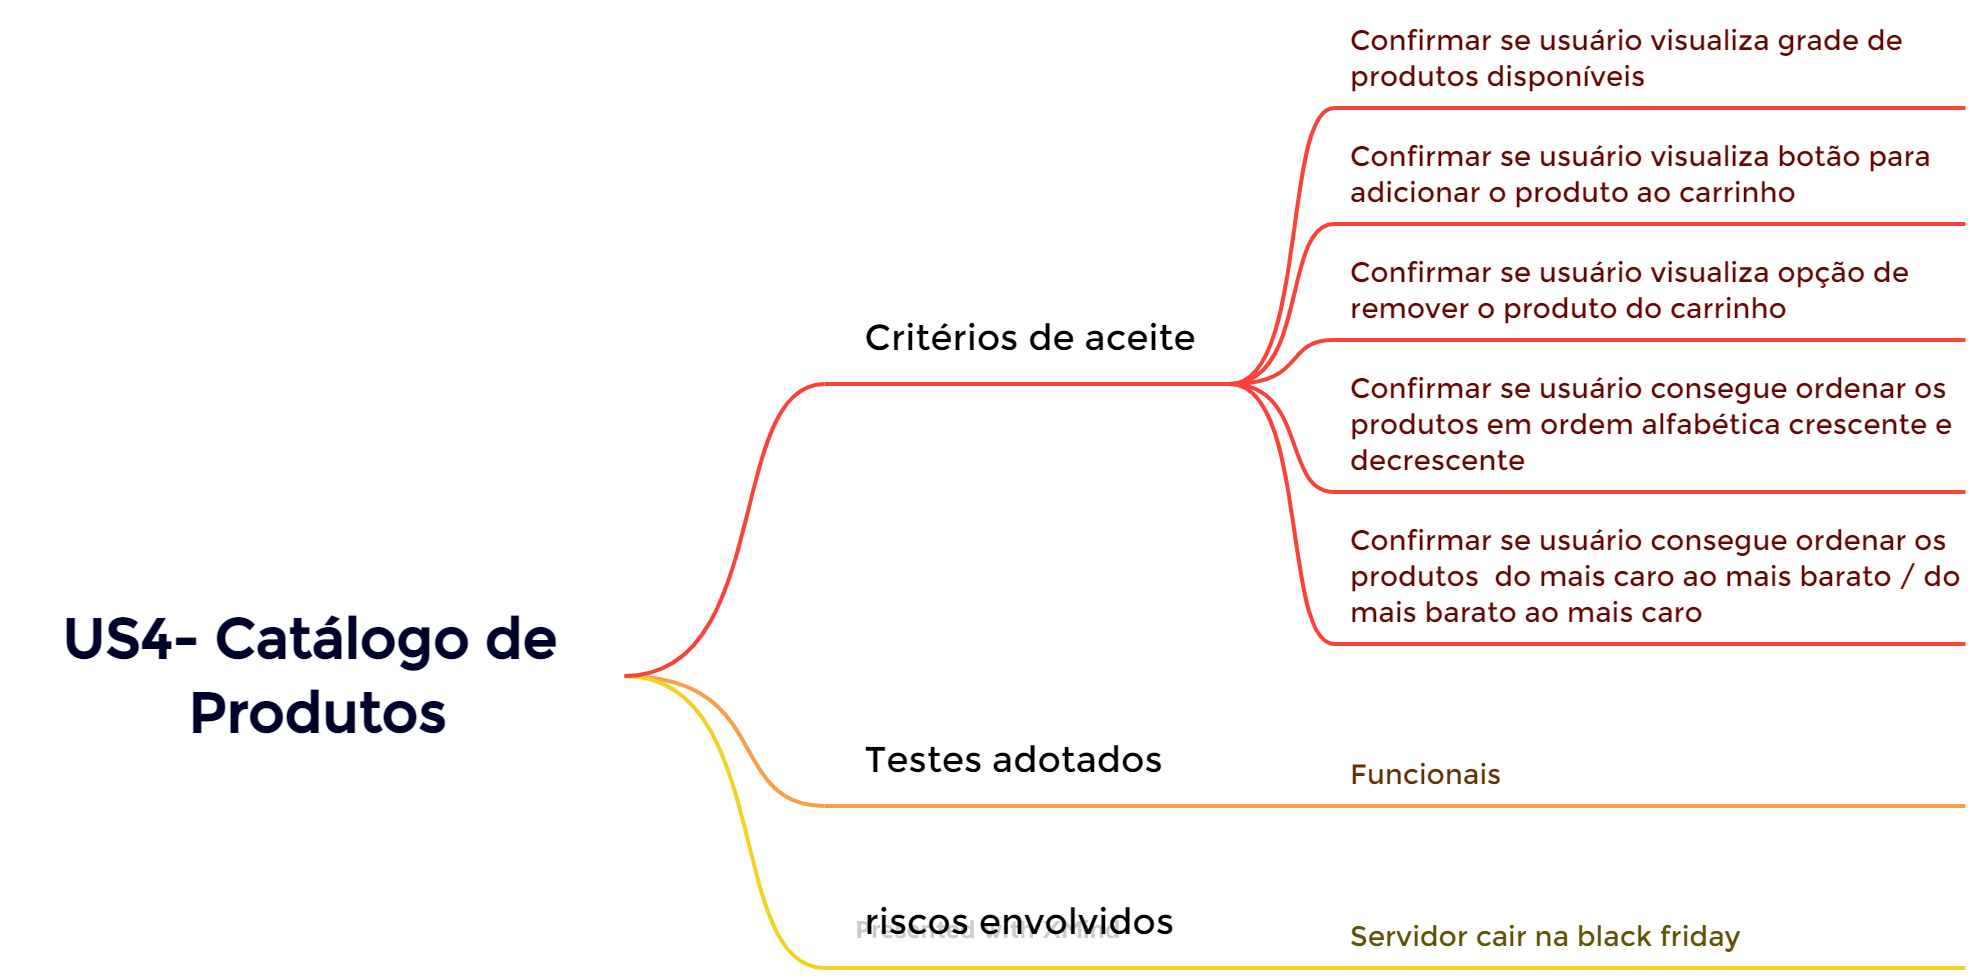 US4- Catálogo de
Produtos
Critérios de aceite
Confirmar se usuário visualiza grade de
produtos disponíveis
Confirmar se usuário visualiza botão para
adicionar o produto ao carrinho
Confirmar se usuário visualiza opção de
remover o produto do carrinho
Confirmar se usuário consegue ordenar os
produtos em ordem alfabética crescente e
decrescente
Confirmar se usuário consegue ordenar os
produtos  do mais caro ao mais barato / do
mais barato ao mais caro
Testes adotados
Funcionais
riscos envolvidos
Presented with XMind
Servidor cair na black friday